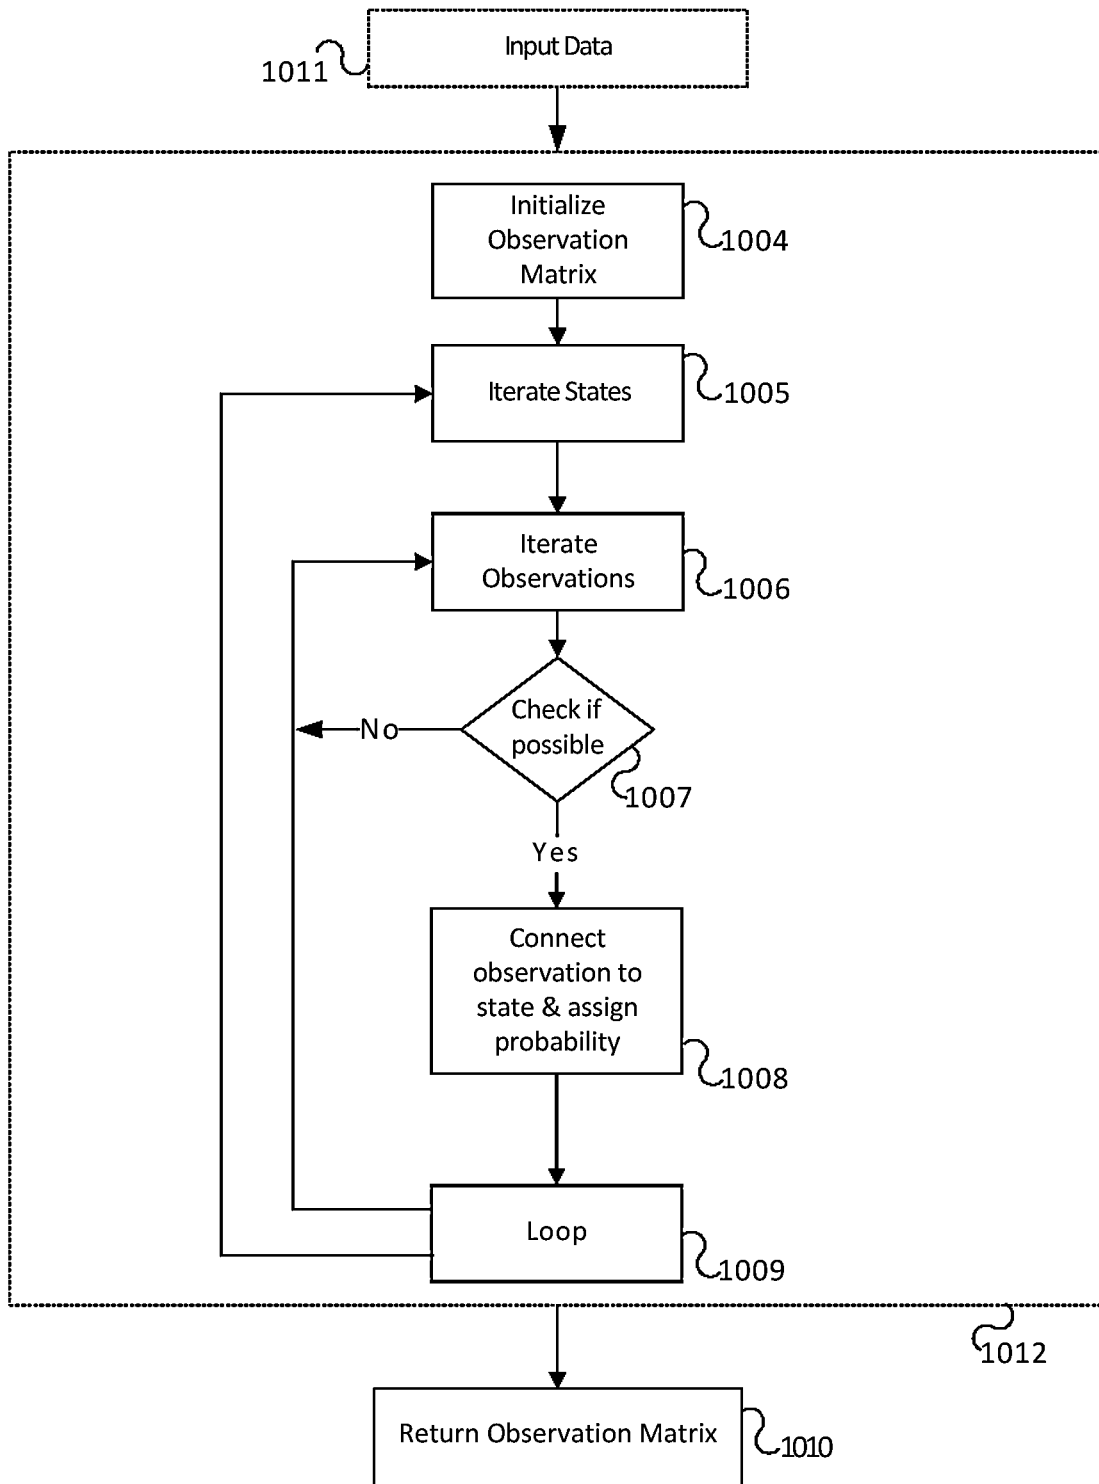 Input Data
1011
Initialize
Observation
Matrix
1004
Iterate States
1005
Iterate
Observations
1006
Check if
possible
No
1007
Yes
Connect
observation to
state & assign
probability
1008
Loop
1009
1012
Return Observation Matrix
1010